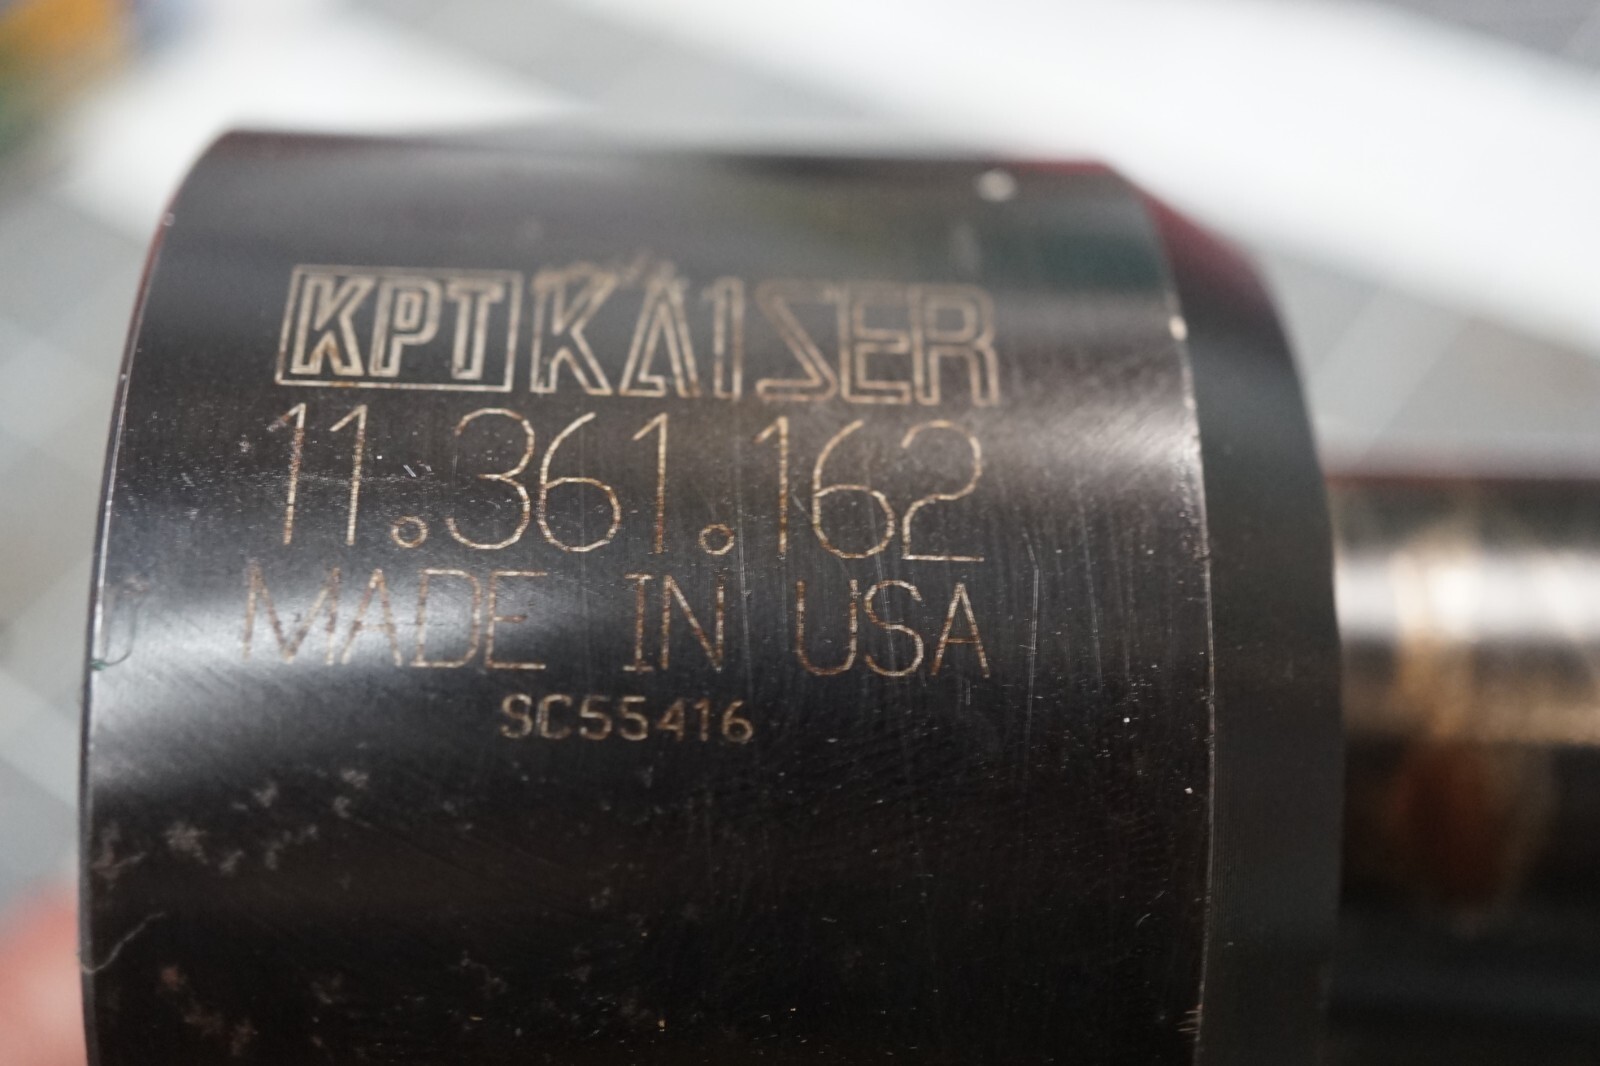 KPT KAISER
11.361.162
MADE IN USA
SC55416